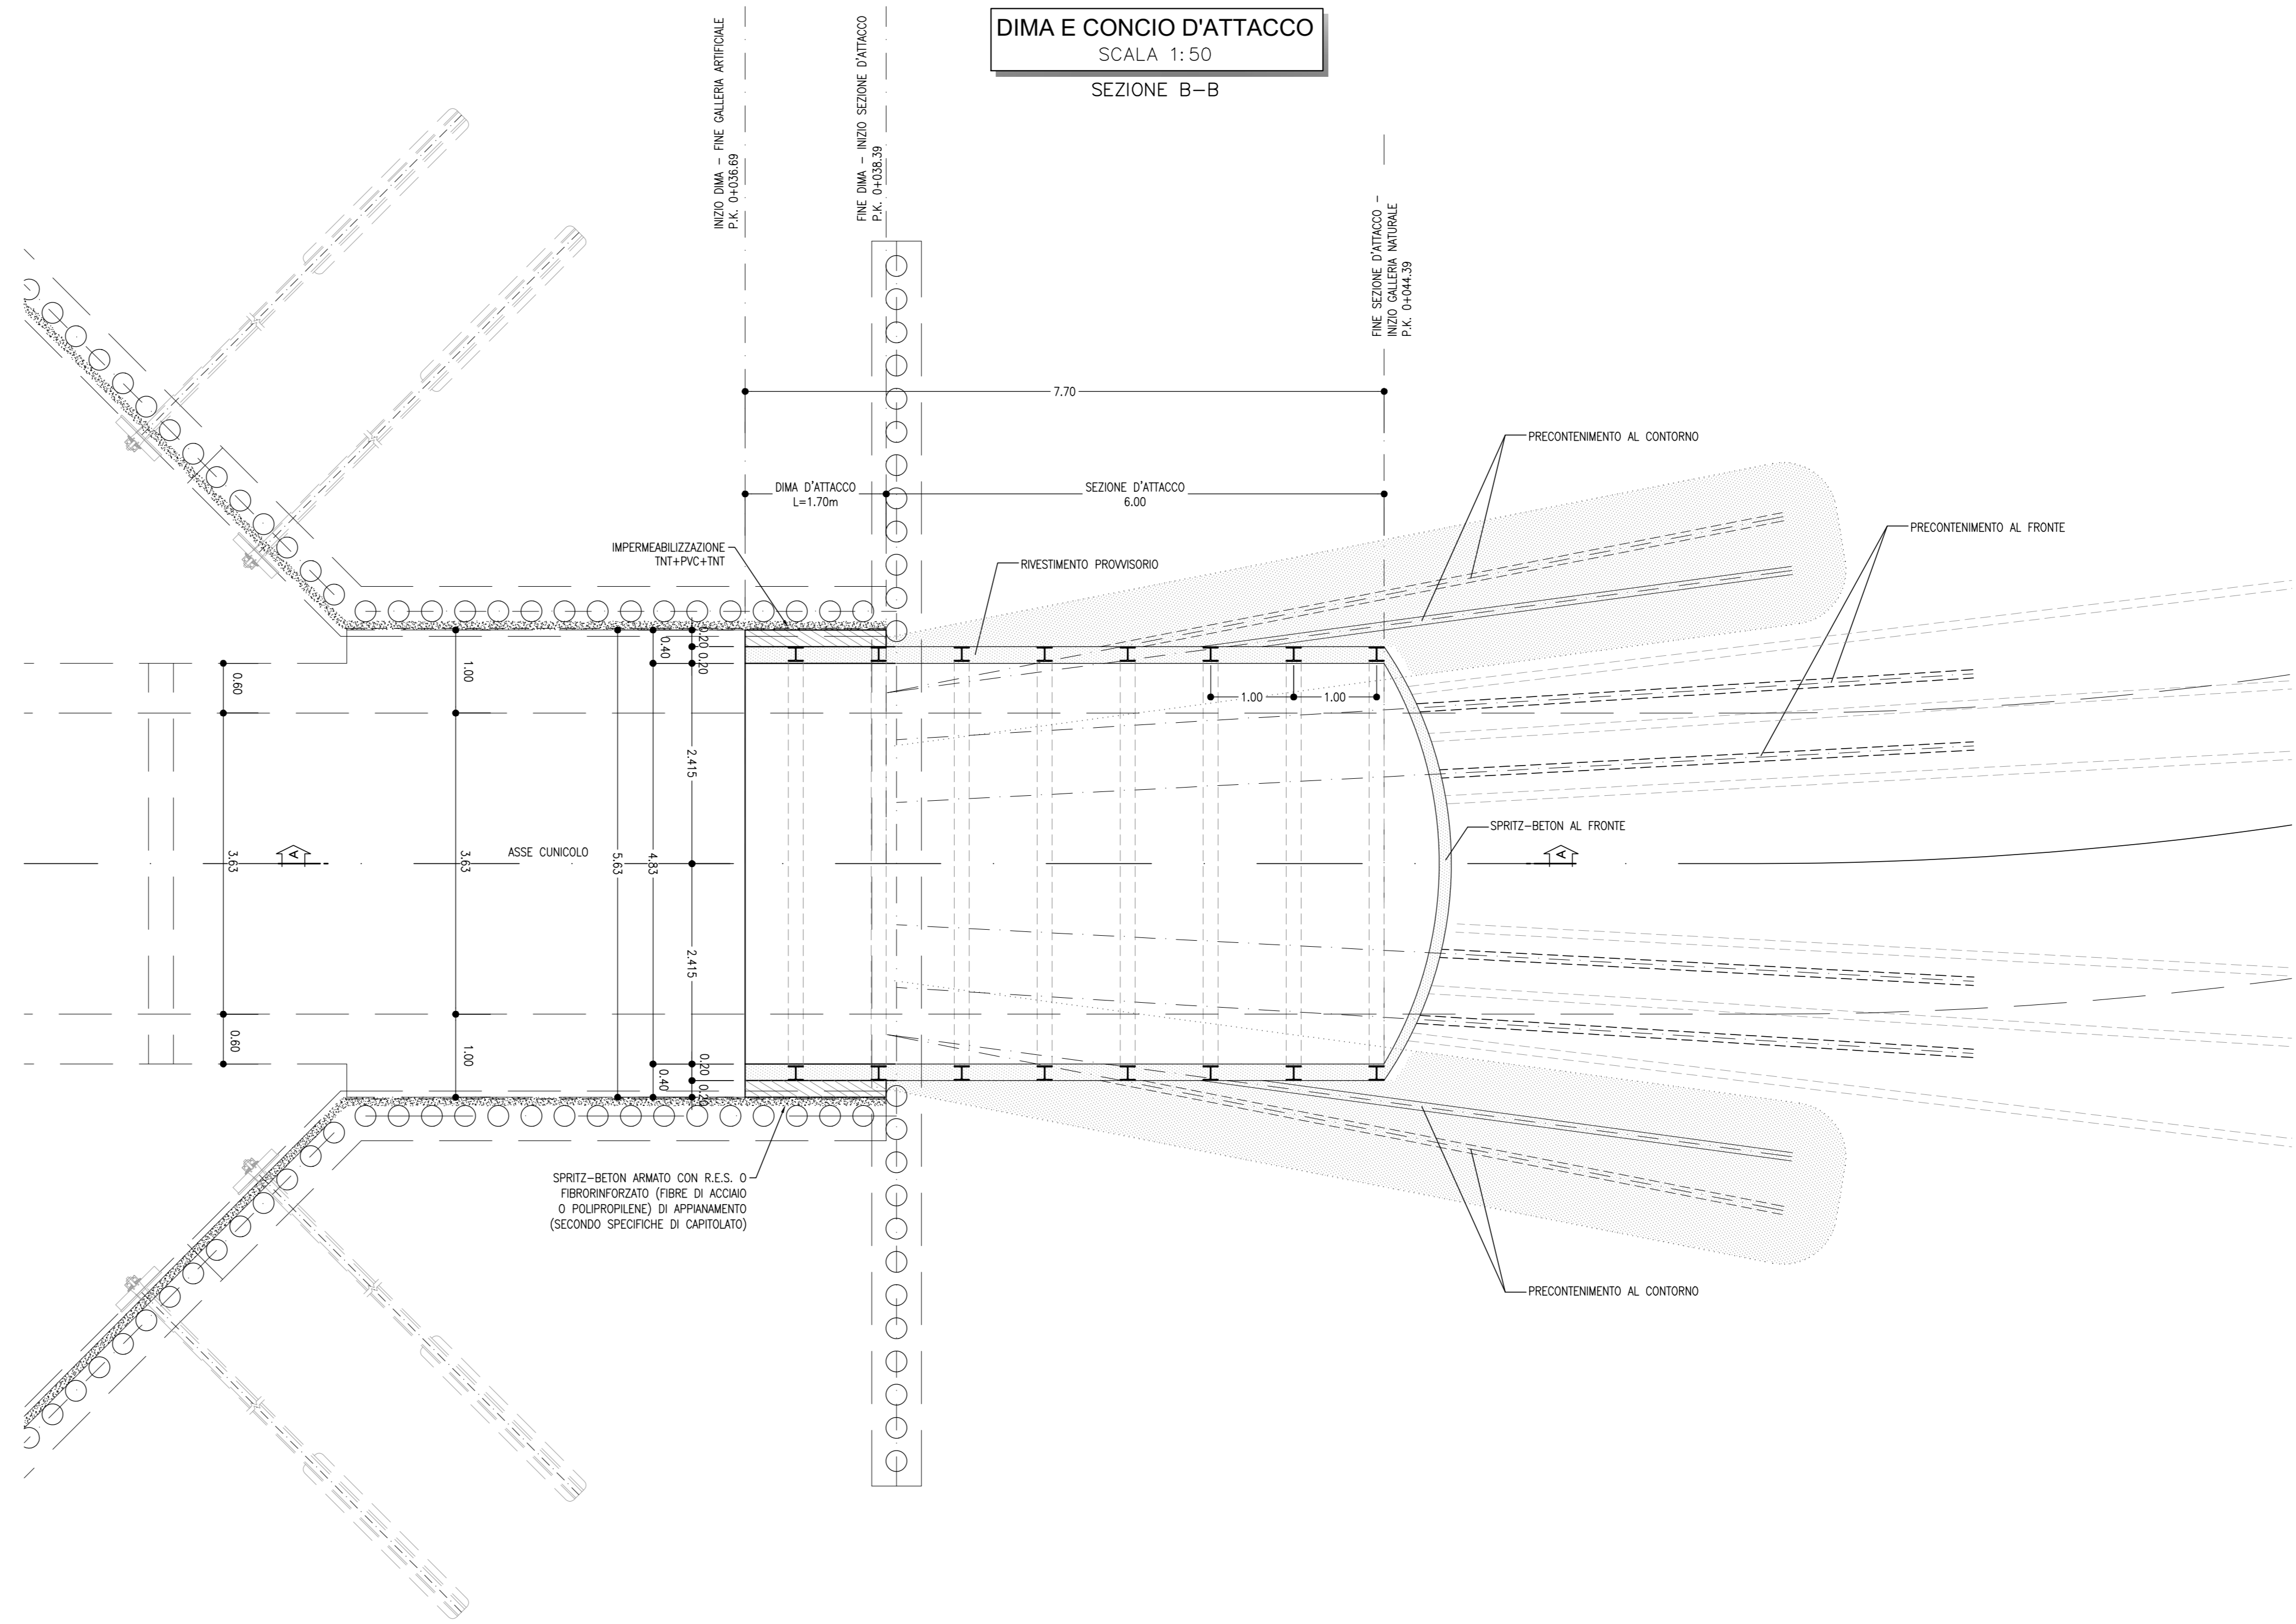 DIMA E CONCIO D'ATTACCO
SCALA 1:50
SEZIONE B-B
INIZIO DIMA - FINE GALLERIA ARTIFICIALE
P.K. 0+036.69
FINE DIMA - INIZIO SEZIONE D'ATTACCO
P.K. 0+038.39
FINE SEZIONE D'ATTACCO -
INIZIO GALLERIA NATURALE
P.K. 0+044.39
7.70
DIMA D'ATTACCO
L=1.70m
SEZIONE D'ATTACCO
6.00
PRECONTENIMENTO AL CONTORNO
PRECONTENIMENTO AL FRONTE
IMPERMEABILIZZAZIONE
TNT+PVC+TNT
RIVESTIMENTO PROVVISORIO
0.60
1.00
0.40
0.20
0.20
1.00
1.00
2.415
SPRITZ-BETON AL FRONTE
A
ASSE CUNICOLO
A
3.63
3.63
5.63
4.83
2.415
0.60
1.00
0.40
0.20
0.20
SPRITZ-BETON ARMATO CON R.E.S. O
FIBRORINFORZATO (FIBRE DI ACCIAIO
O POLIPROPILENE) DI APPIANAMENTO
(SECONDO SPECIFICHE DI CAPITOLATO)
PRECONTENIMENTO AL CONTORNO